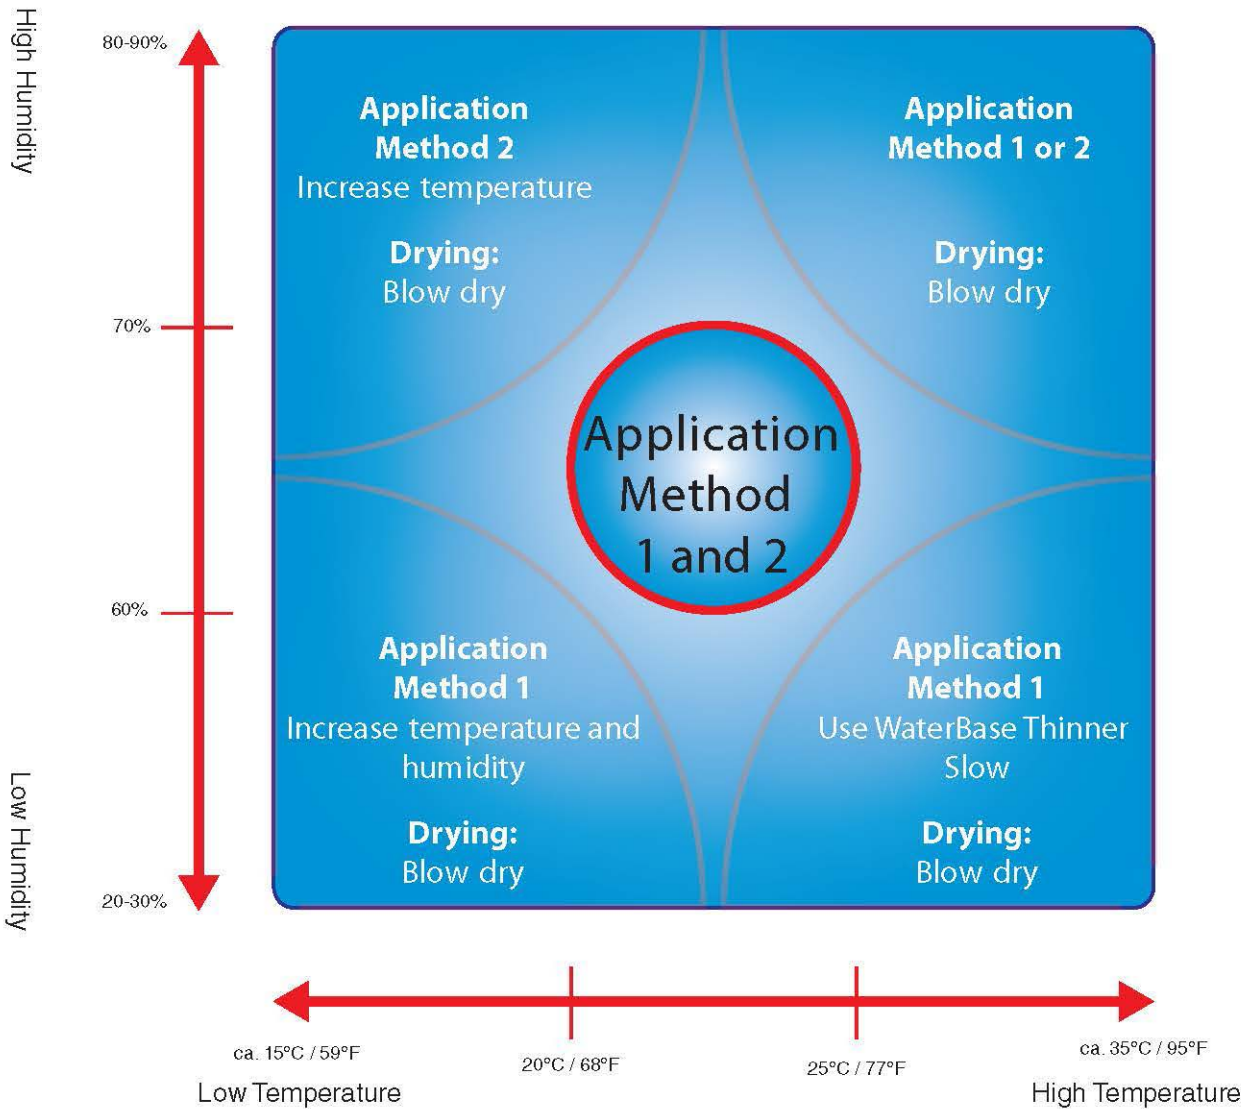 High Humidity
80-90%
Application
Method 2
Increase temperature
Drying:
Blow dry
Application
Method 1 or 2
Drying:
Blow dry
70%
Application
Method
1 and 2
60%
Application
Method 1
Increase temperature and
humidity
Drying:
Blow dry
Application
Method 1
Use WaterBase Thinner
Slow
Drying:
Blow dry
Low Humidity
20-30%
ca. 15°C / 59°F
20°C / 68°F
25°C / 77°F
ca. 35°C / 95°F
Low Temperature
High Temperature